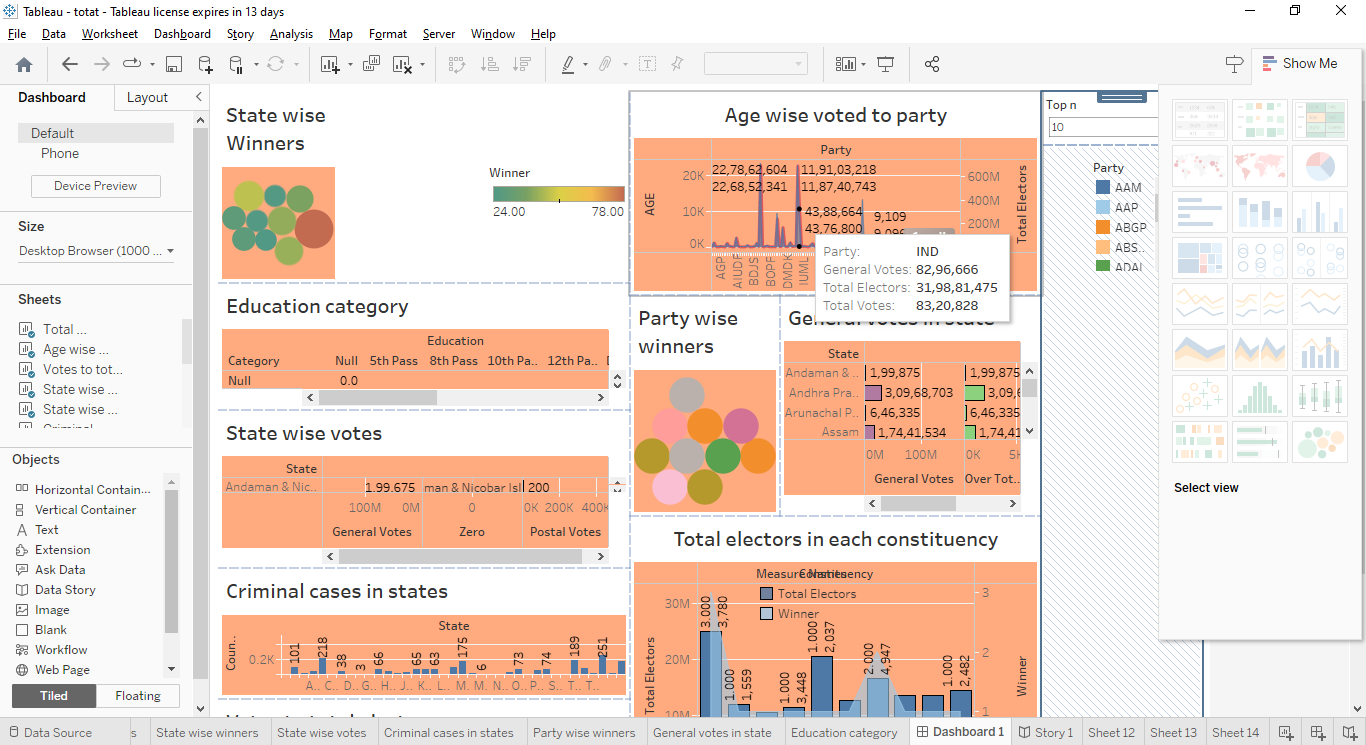 Tableau - totat - Tableau license expires in 13 days
File Data Worksheet Dashboard Story Analysis Map Format Server Window Help
Show Me
Dashboard Layout
Default
Phone
Device Preview
Size
Desktop Browser (1000 ...
Sheets
Total ...
Age wise ...
Votes to tot...
State wise ...
State wise ...
Objects
Horizontal Contain...
Vertical Container
Text
Extension
Ask Data
Data Story
Image
Blank
Workflow
Web Page
Tiled Floating
State wise
Winners
Winner
24.00 78.00
Education category
Education
Category Null 5th Pass 8th Pass 10th Pa.. 12th Pa..
Null 0.0
State wise votes
State
Andaman & Nic.. 1.99.675 man & Nicobar Isl 200
100M 0M 0 0K 200K 400K
General Votes Zero Postal Votes
Criminal cases in states
State
Coun..
0.2K
101 218 38 3 66 65 63 175 6 73 74 189 251
A.. C.. D.. G.. H.. J.. K.. L.. M.. M.. N.. O.. P.. S.. T.. T..
Age wise voted to party
Party
AGE
20K
10K
0K
22,78,62,604 11,91,03,218
22,68,52,341 11,87,40,743
43,88,664
43,76,800
9,109
600M
400M
200M
Total Electors
AGP AIUDF BDJS BOPF DMDK IUML
Party: IND
General Votes: 82,96,666
Total Electors: 31,98,81,475
Total Votes: 83,20,828
Party wise
winners
General votes in state
State
Andaman & .. 1,99,875 1,99,875
Andhra Pra.. 3,09,68,703 3,09,6
Arunachal P.. 6,46,335 6,46,335
Assam 1,74,41,534 1,74,41
0M 100M 0K 5K
General Votes Over Tot..
Total electors in each constituency
Measure Names
Constituency
Total Electors
Winner
30M
20M
10M
Total Electors
3.000 3,780 1.000 1,559 1.000 3,448 1.000 2,037 2.000 4,947 1.000 2,482
3
2
1
Winner
Top n
10
Party
AAM
AAP
ABGP
ABS..
ADAL
Select view
Data Source s State wise winners State wise votes Criminal cases in states Party wise winners General votes in state Education category Dashboard 1 Story 1 Sheet 12 Sheet 13 Sheet 14